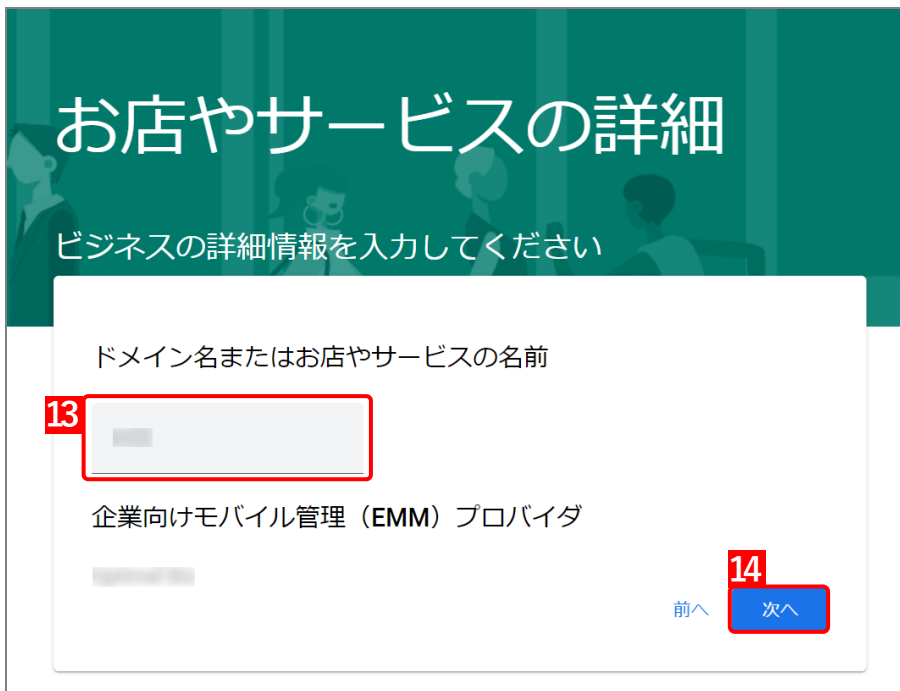 お店やサービスの詳細
ビジネスの詳細情報を入力してください
ドメイン名またはお店やサービスの名前
13
企業向けモバイル管理（EMM）プロバイダ
14
前へ
次へ